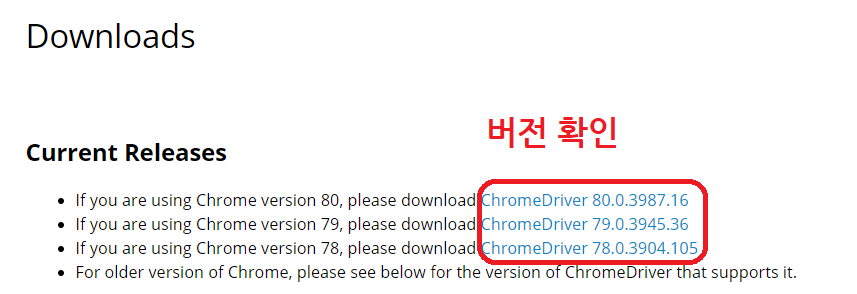 Downloads
버전 확인
Current Releases
If you are using Chrome version 80, please download ChromeDriver 80.0.3987.16
If you are using Chrome version 79, please download ChromeDriver 79.0.3945.36
If you are using Chrome version 78, please download ChromeDriver 78.0.3904.105
For older version of Chrome, please see below for the version of ChromeDriver that supports it.